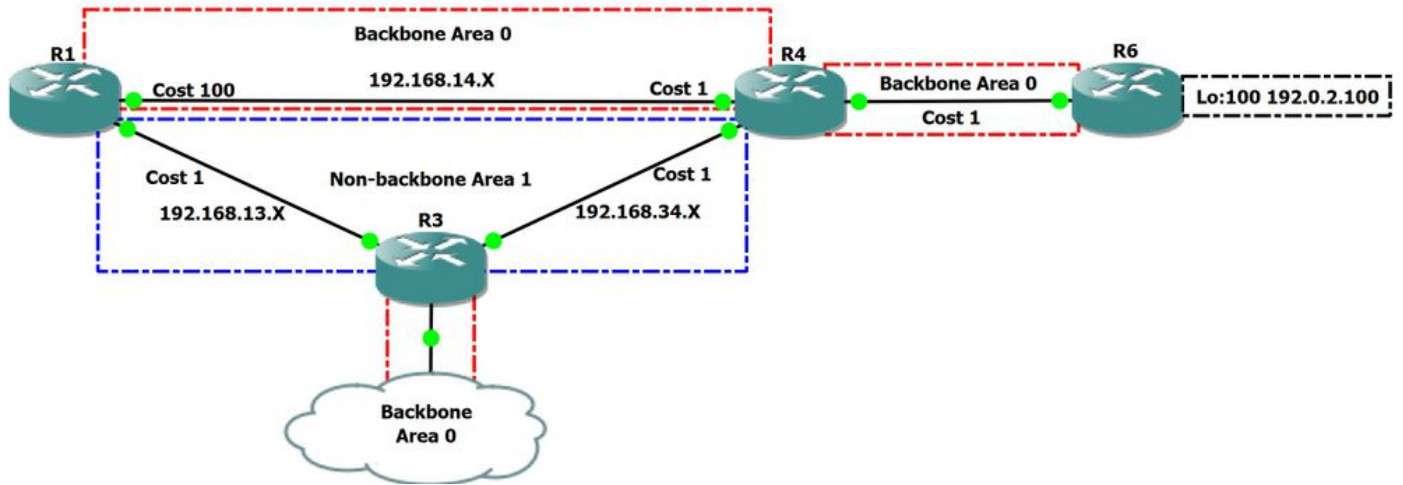 Backbone Area 0
R1
R4
R6
192.168.14.X
Cost 100
Cost 1
Backbone Area 0
Cost 1
Lo:100 192.0.2.100
Cost 1
Non-backbone Area 1
Cost 1
192.168.13.X
R3
192.168.34.X
Backbone
Area 0